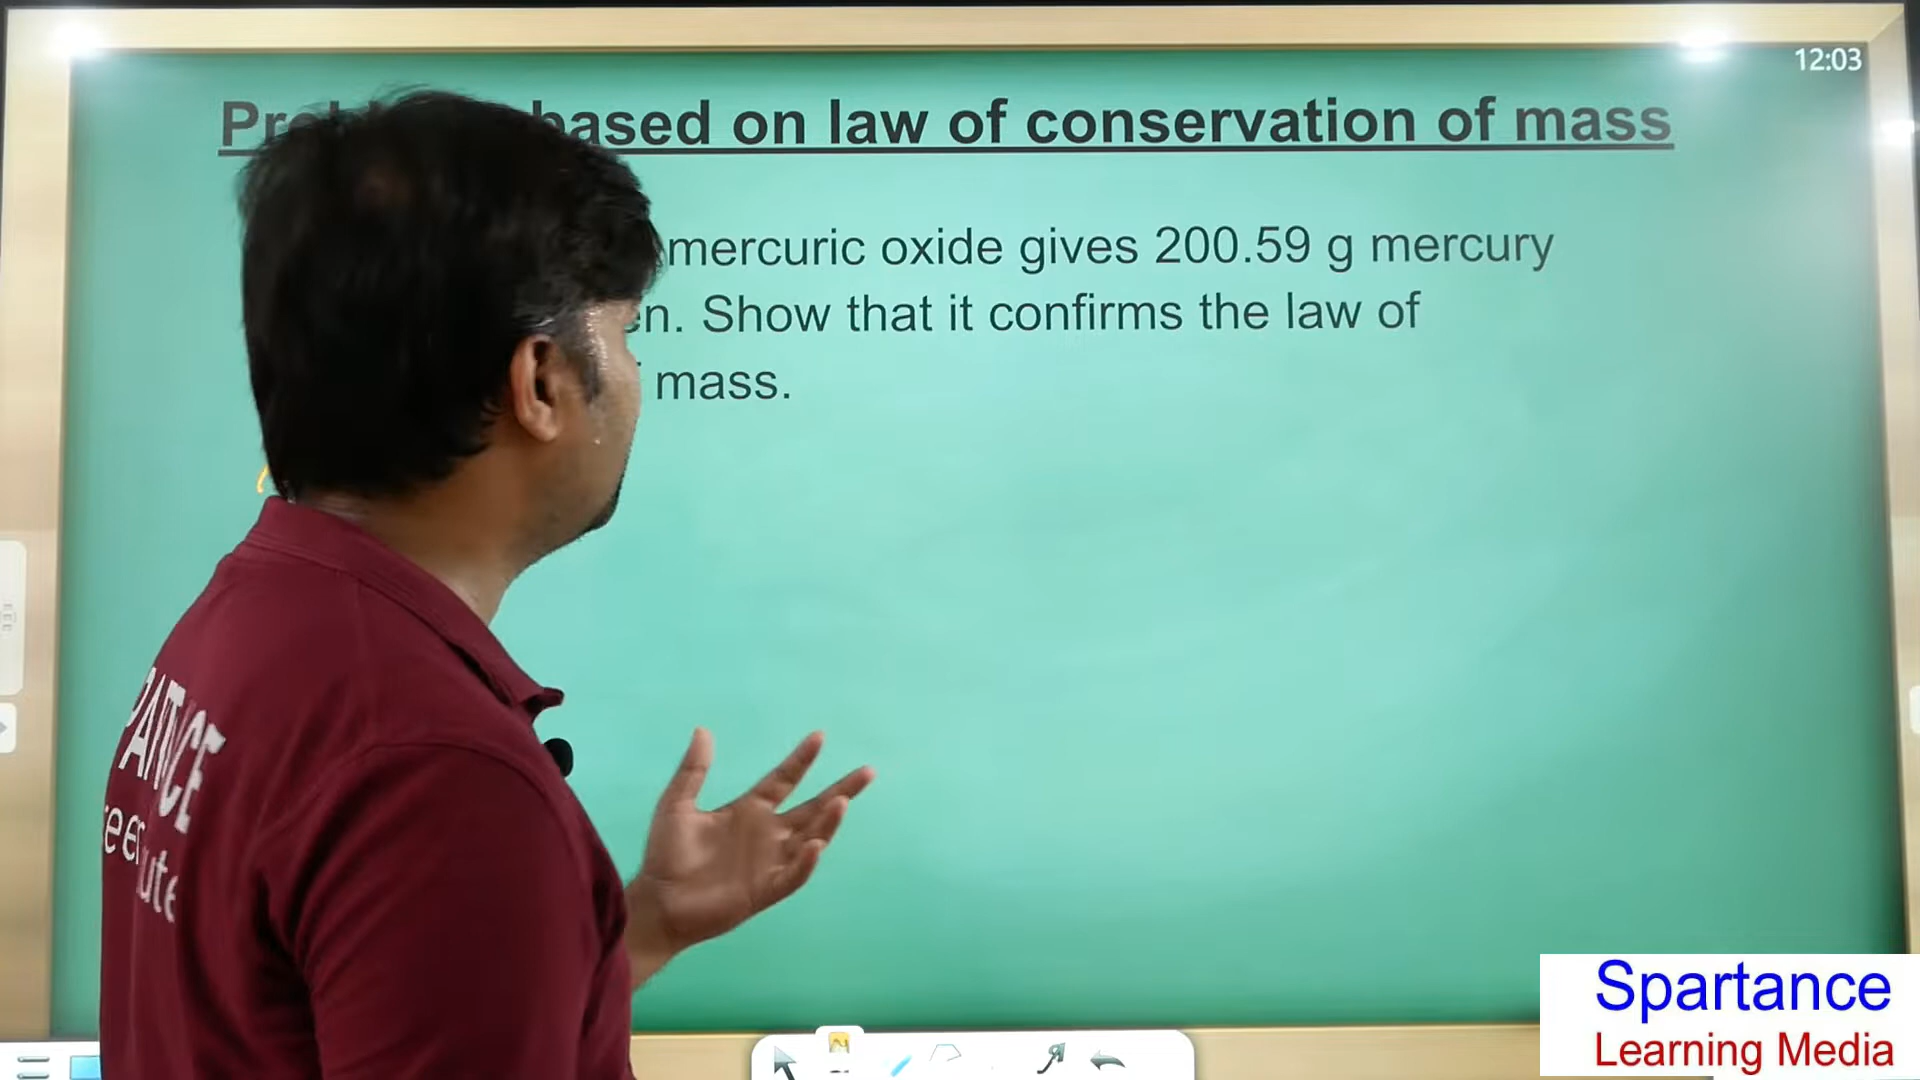 12:03
based on law of conservation of mass
mercuric oxide gives 200.59 g mercury
Show that it confirms the law of
mass.
Spartance
Learning Media